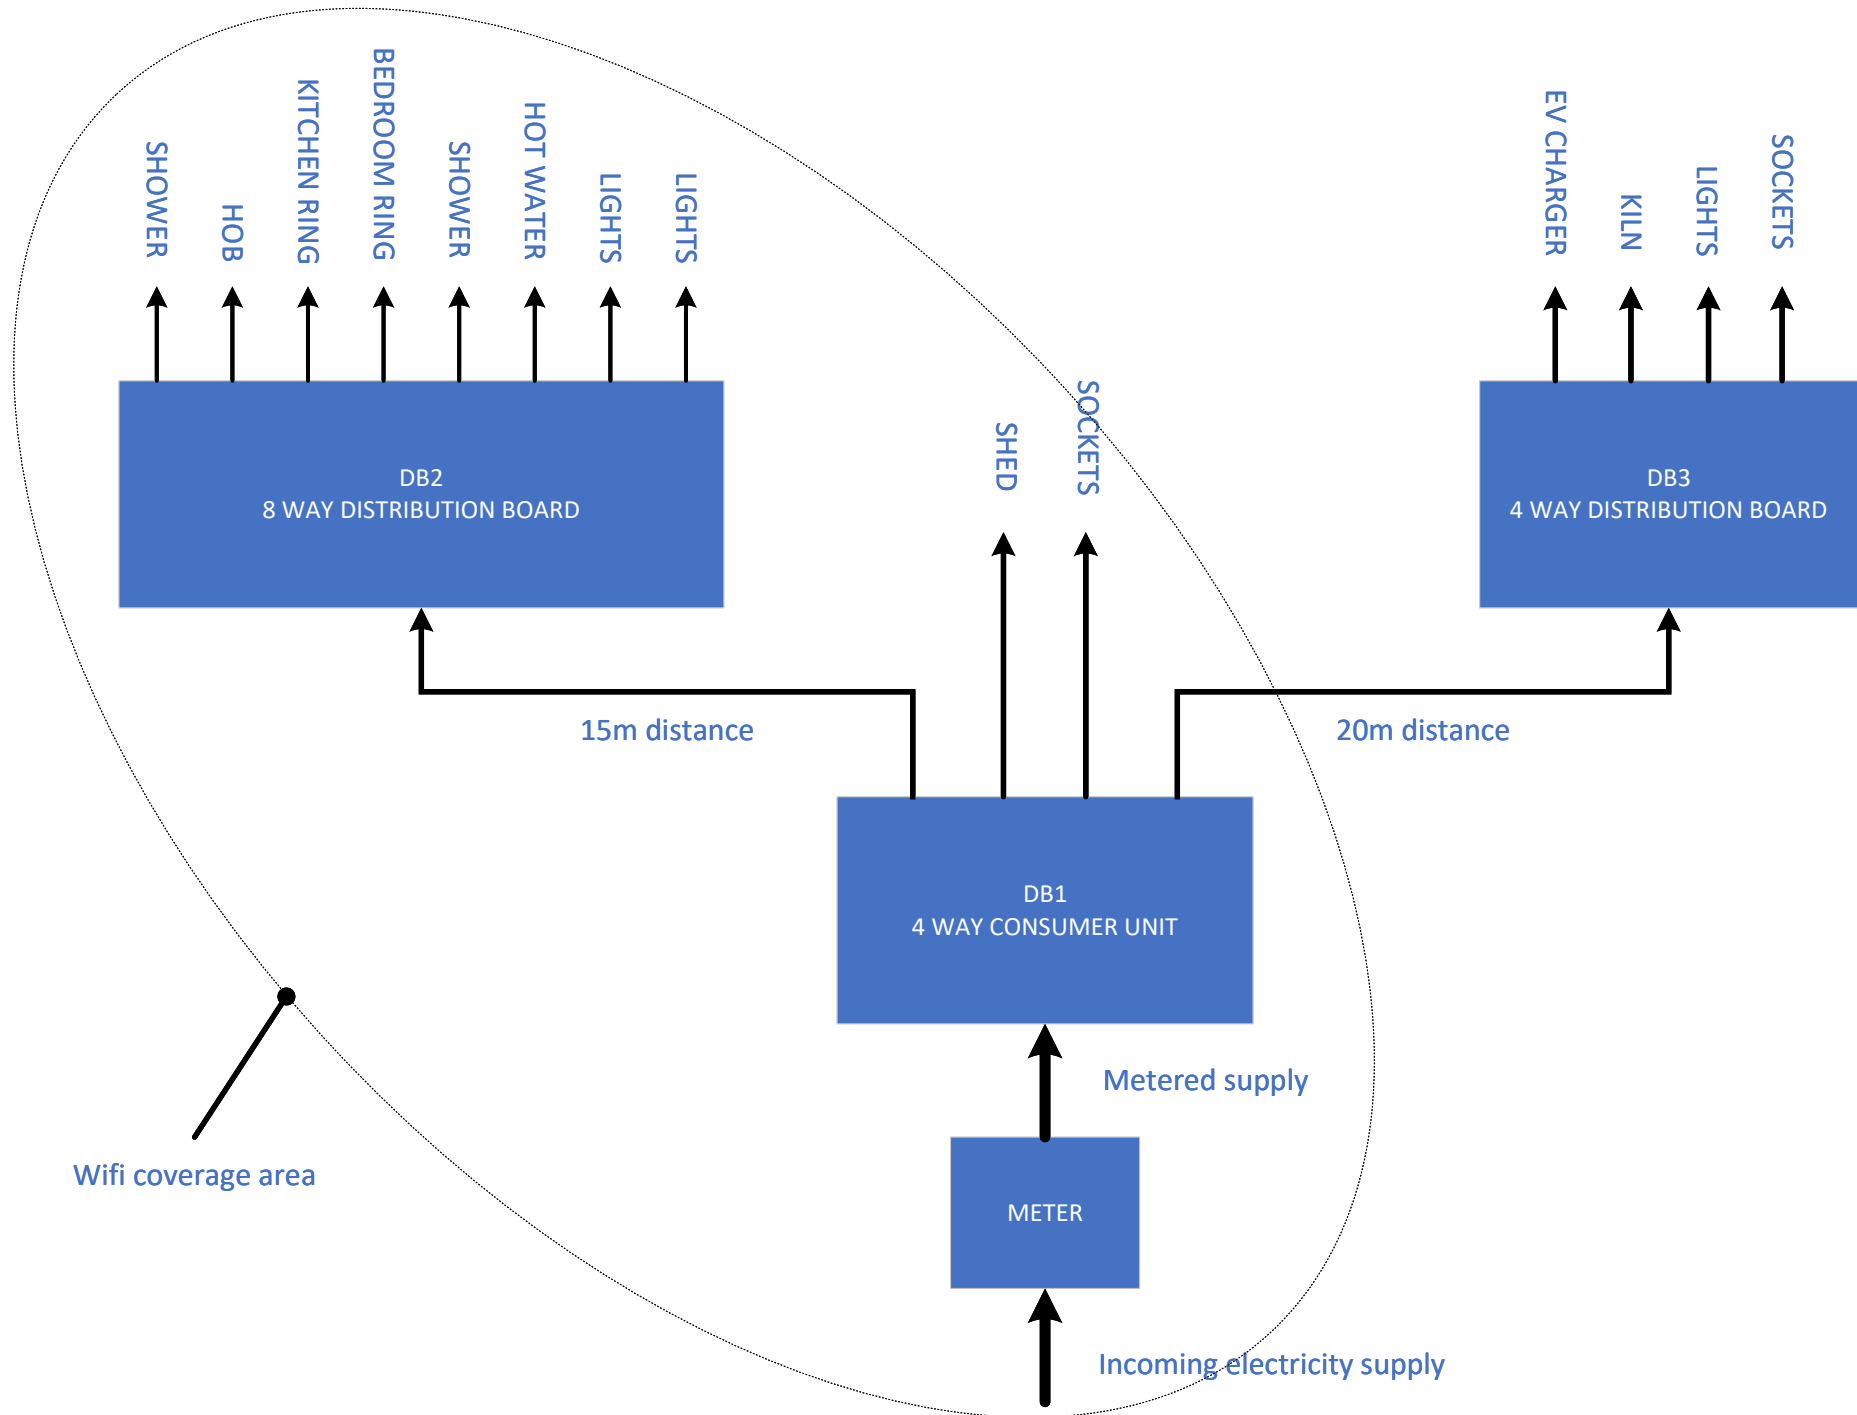 SHOWER
HOB
KITCHEN RING
BEDROOM RING
SHOWER
HOT WATER
LIGHTS
LIGHTS
EV CHARGER
KILN
LIGHTS
SOCKETS
SHED
SOCKETS
DB2
8 WAY DISTRIBUTION BOARD
DB3
4 WAY DISTRIBUTION BOARD
15m distance
20m distance
DB1
4 WAY CONSUMER UNIT
Metered supply
Wifi coverage area
METER
Incoming electricity supply